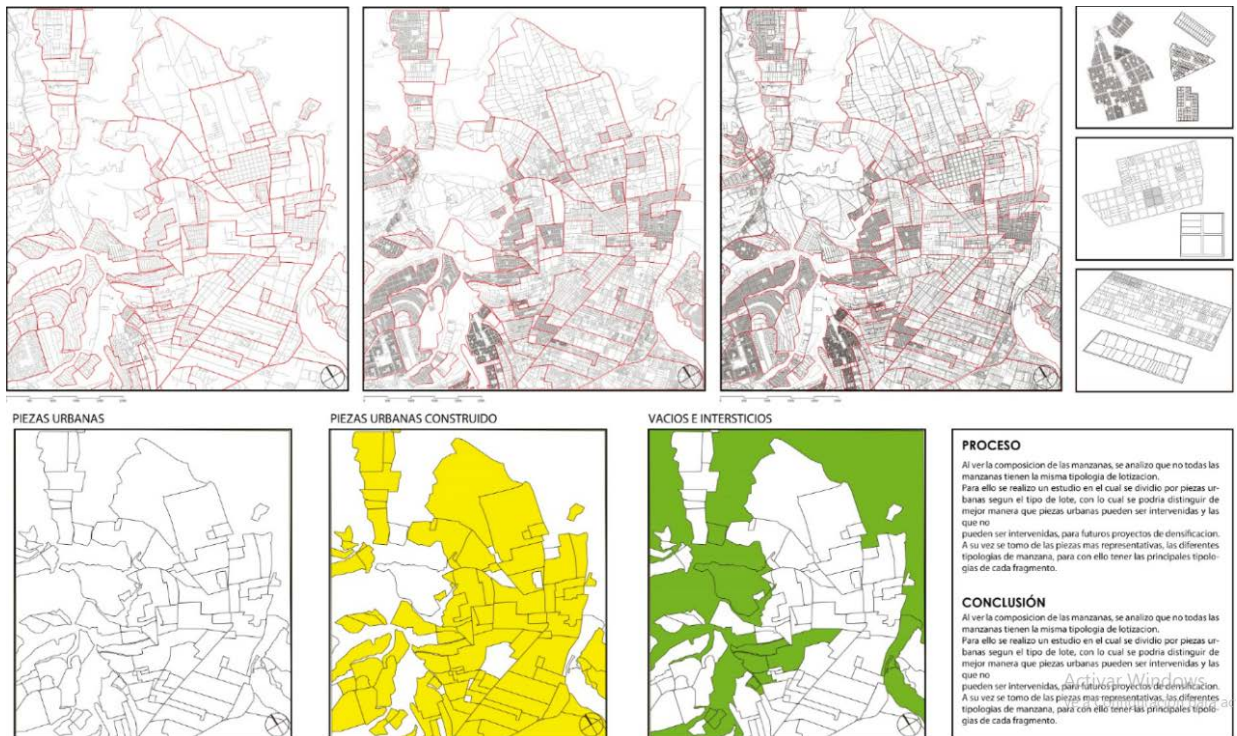 PIEZAS URBANAS
PIEZAS URBANAS CONSTRUIDO
VACIOS E INTERSTICIOS
PROCESO
Al ver la composicion de las manzanas, se analizo que no todas las
manzanas tienen la misma tipologia de lotizacion.
Para ello se realizo un estudio en el cual se dividio por piezas ur-
banas segun el tipo de lote, con lo cual se podria distinguir de
mejor manera que piezas urbanas pueden ser intervenidas y las
que no
pueden ser intervenidas, para futuros proyectos de densificacion.
A su vez se tomo de las piezas mas representativas, las diferentes
tipologias de manzana, para con ello tener las principales tipolo-
gias de cada fragmento.
CONCLUSIÓN
Al ver la composicion de las manzanas, se analizo que no todas las
manzanas tienen la misma tipologia de lotizacion.
Para ello se realizo un estudio en el cual se dividio por piezas ur-
banas segun el tipo de lote, con lo cual se podria distinguir de
mejor manera que piezas urbanas pueden ser intervenidas y las
que no
pueden ser intervenidas, para futuros proyectos de densificacion.
A su vez se tomo de las piezas mas representativas, las diferentes
tipologias de manzana, para con ello tener las principales tipolo-
gias de cada fragmento.
Activar Windows
Ve a Configuración para ac